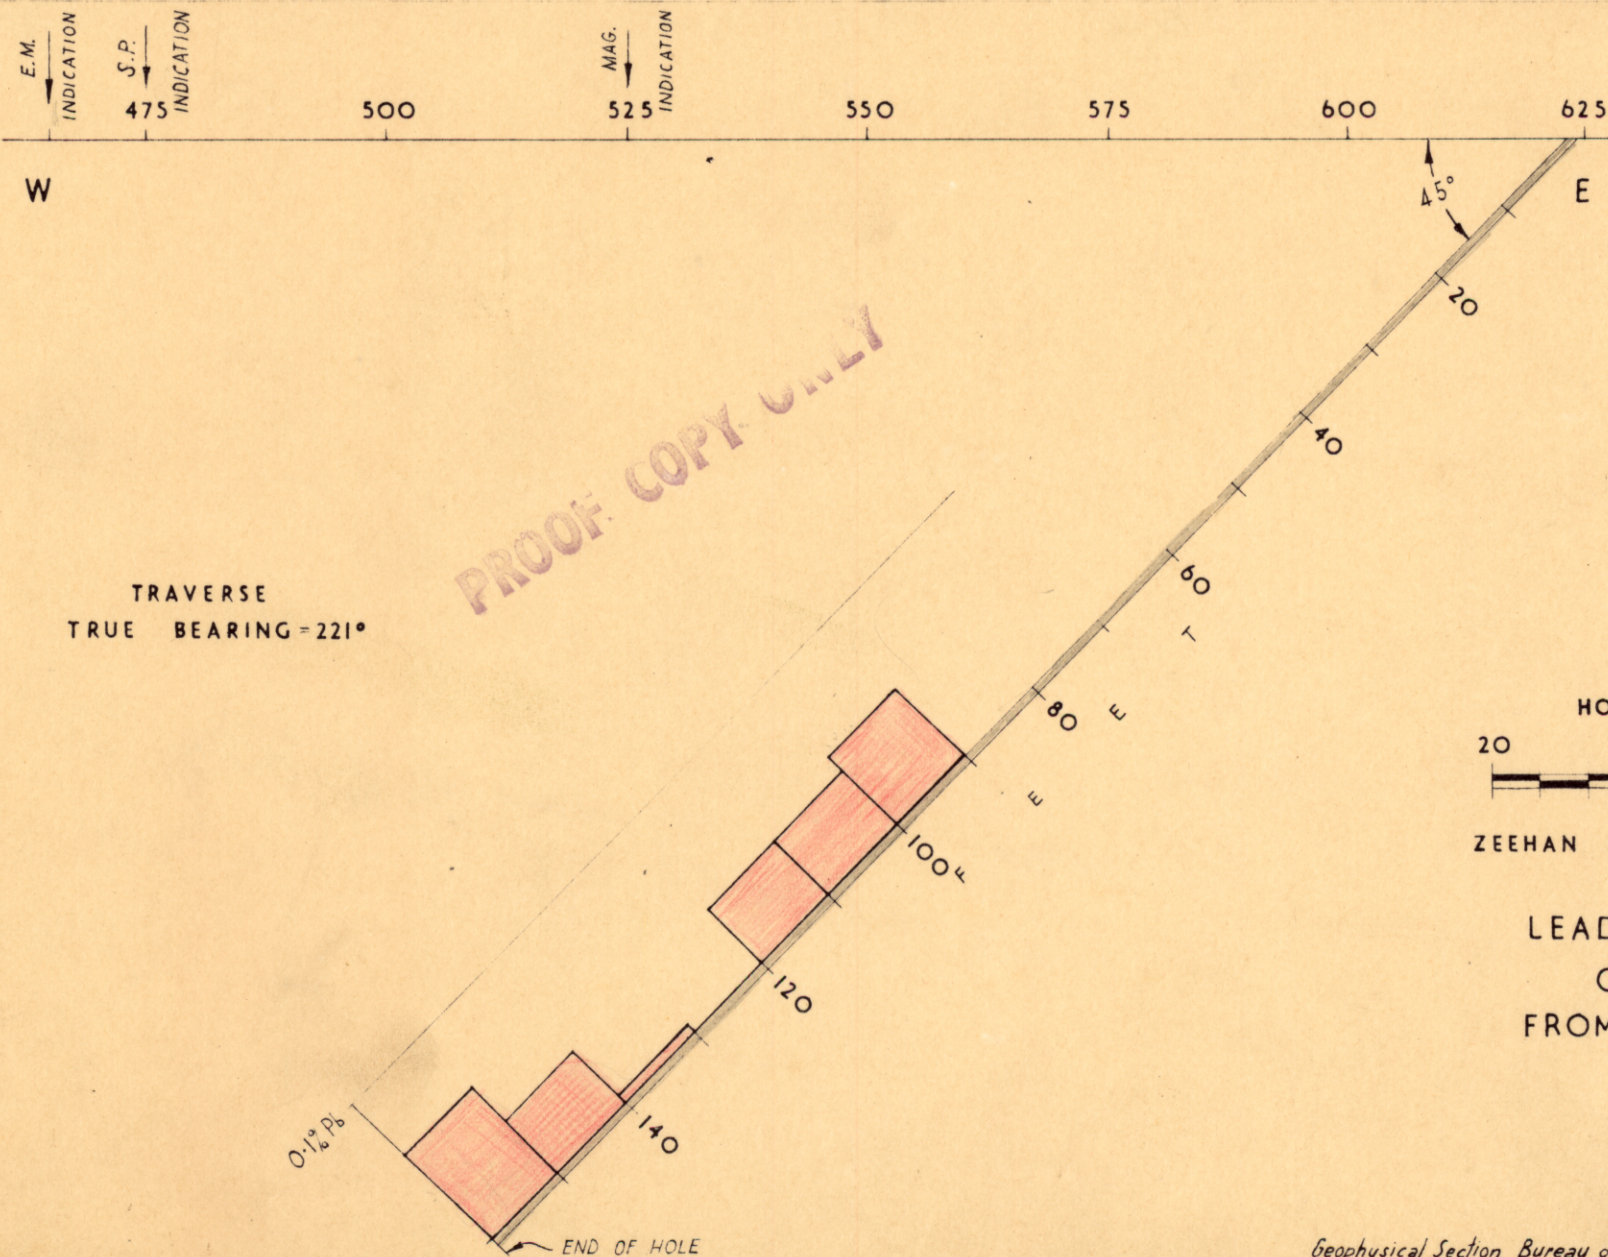 E.M. INDICATION
S.P. INDICATION
MAG. INDICATION
475 500 525 550 575 600 625
W
E
45°
20
40
60
80
100
120
140
FEET
PROOF COPY ONLY
TRAVERSE
TRUE BEARING = 221°
HO
20
ZEEHAN
LEAD
FROM
0.1% Pb
END OF HOLE
Geophysical Section Bureau o